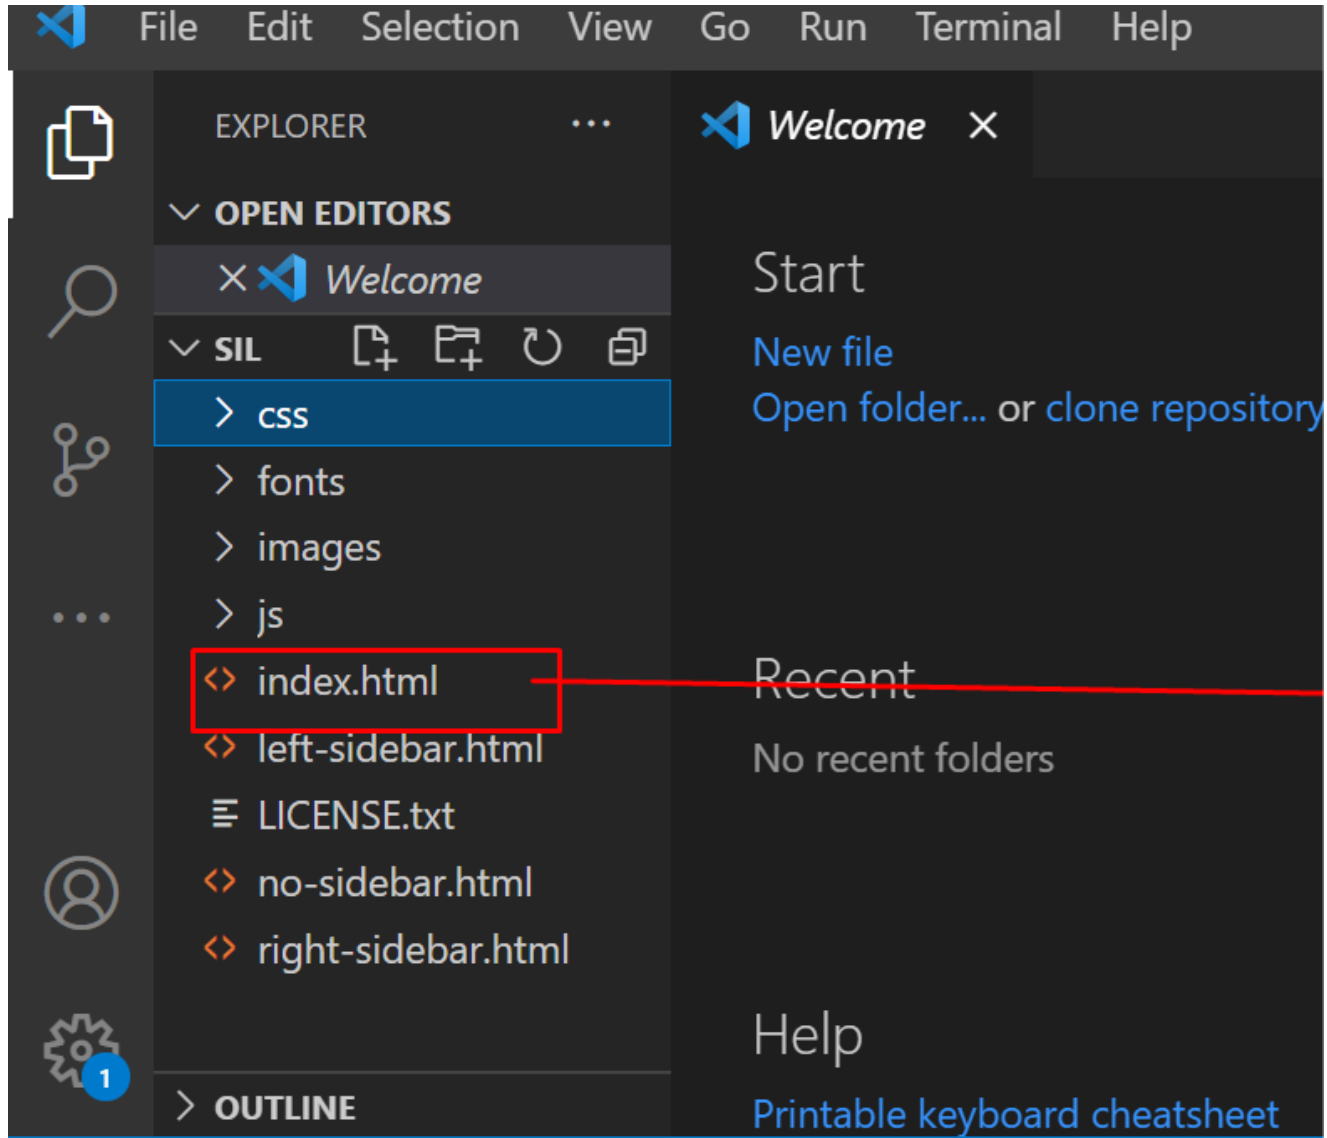 File Edit Selection View Go Run Terminal Help
EXPLORER
OPEN EDITORS
Welcome
SIL
css
fonts
images
js
index.html
left-sidebar.html
LICENSE.txt
no-sidebar.html
right-sidebar.html
1
OUTLINE
Welcome
Start
New file
Open folder... or clone repository
Recent
No recent folders
Help
Printable keyboard cheatsheet